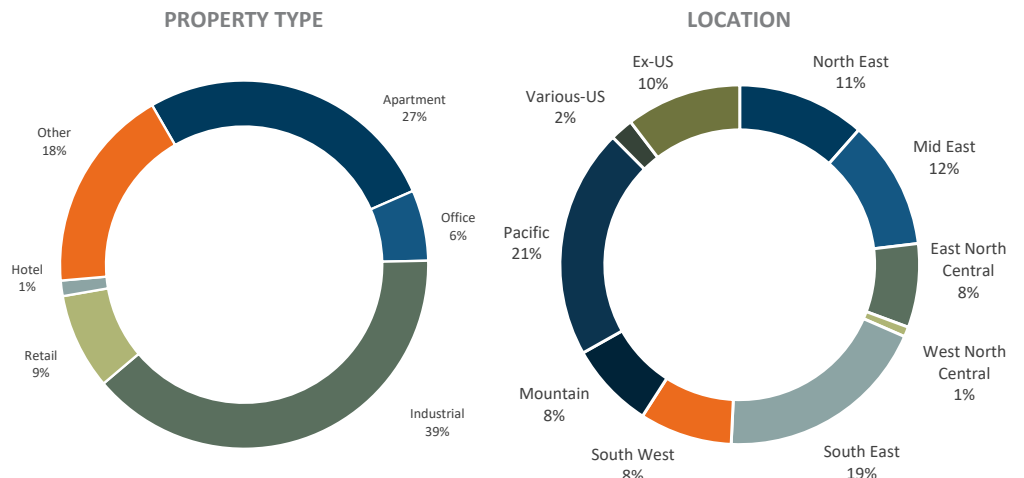 PROPERTY TYPE
Apartment
27%
Office
6%
Industrial
39%
Retail
9%
Hotel
1%
Other
18%
LOCATION
North East
11%
Mid East
12%
East North
Central
8%
West North
Central
1%
South East
19%
South West
8%
Mountain
8%
Pacific
21%
Various-US
2%
Ex-US
10%